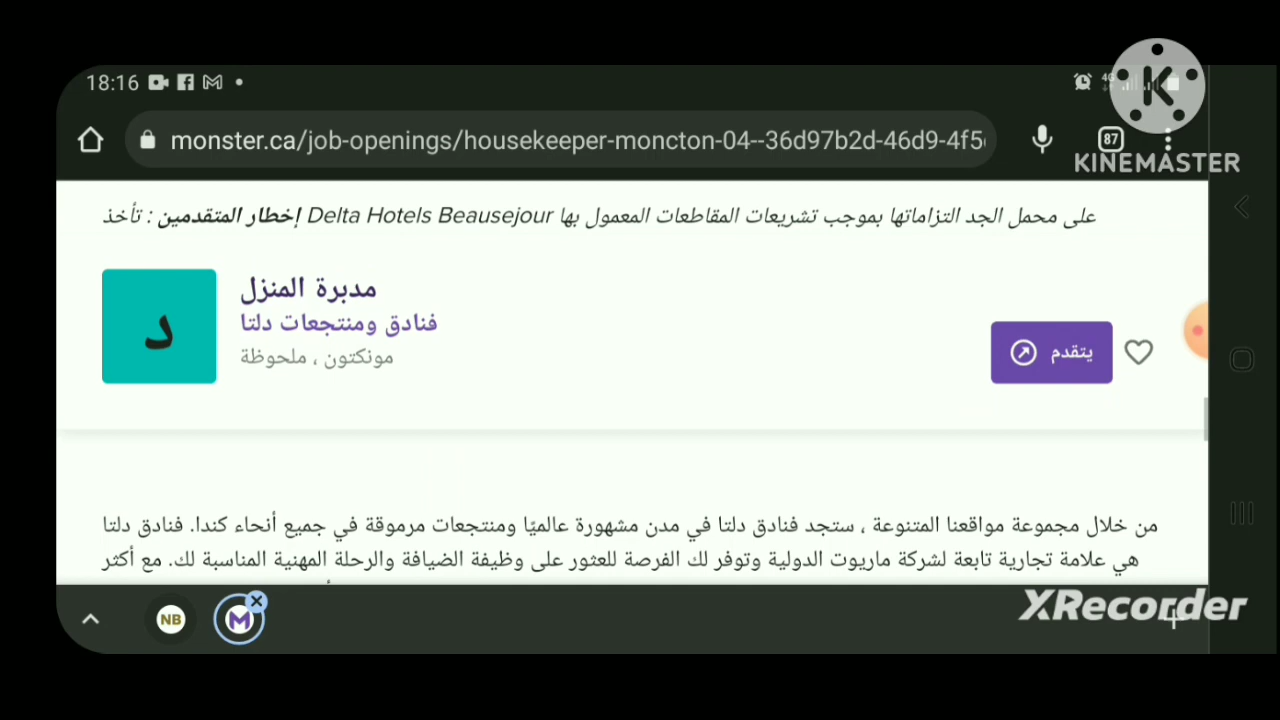 18:16
4G
monster.ca/job-openings/housekeeper-moncton-04--36d97b2d-46d9-4f5
87
KINEMASTER
على محمل الجد التزاماتها بموجب تشريعات المقاطعات المعمول بها Delta Hotels Beausejour إخطار المتقدمين : تأخذ
د
مدبرة المنزل
فنادق ومنتجعات دلتا
مونكتون ، ملحوظة
يتقدم
من خلال مجموعة مواقعنا المتنوعة ، ستجد فنادق دلتا في مدن مشهورة عالميًا ومنتجعات مرموقة في جميع أنحاء كندا. فنادق دلتا
هي علامة تجارية تابعة لشركة ماريوت الدولية وتوفر لك الفرصة للعثور على وظيفة الضيافة والرحلة المهنية المناسبة لك. مع أكثر
NB
M
XRecorder